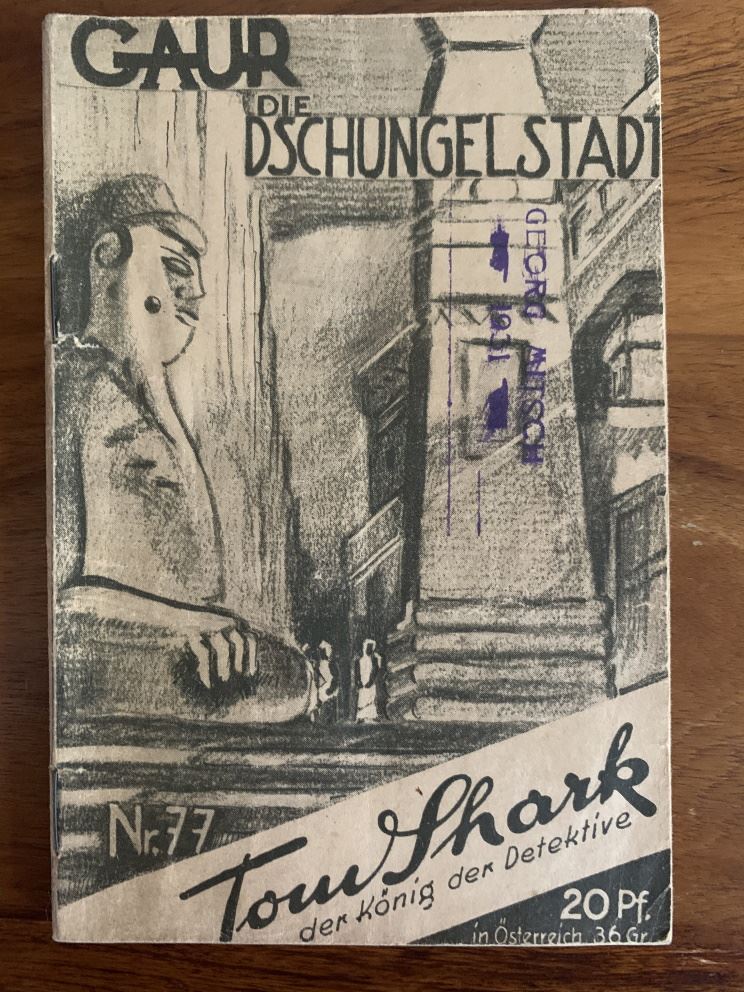 GAUR
DIE
DSCHUNGELSTADT
GEORG MITSCH
1931
Nr. 77
Tom Shark
der König der Detektive
20 Pf.
in Österreich 36 Gr.